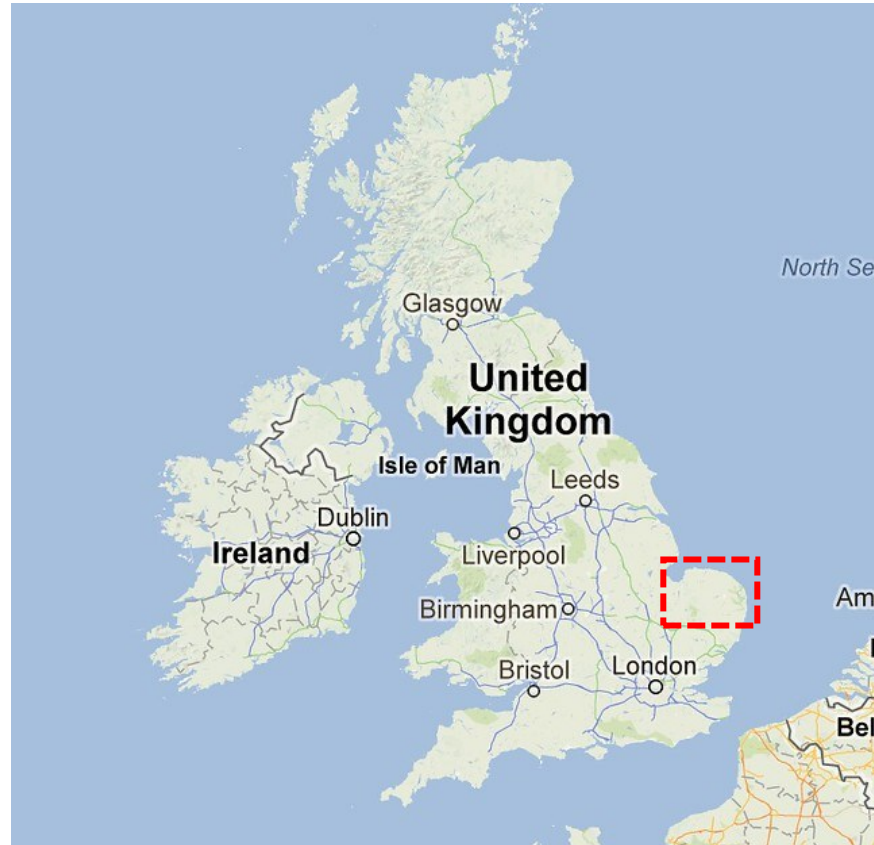 North Se
Glasgow
United
Kingdom
Isle of Man
Leeds
Dublin
Ireland
Liverpool
Birmingham
Am
Bristol
London
Bel